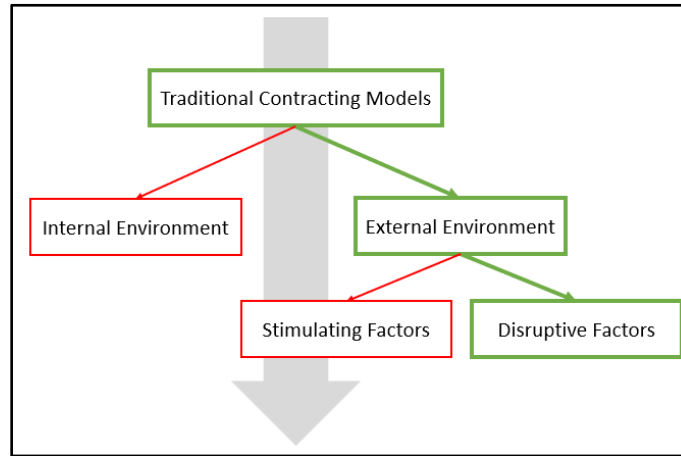 Traditional Contracting Models
Internal Environment
External Environment
Stimulating Factors
Disruptive Factors